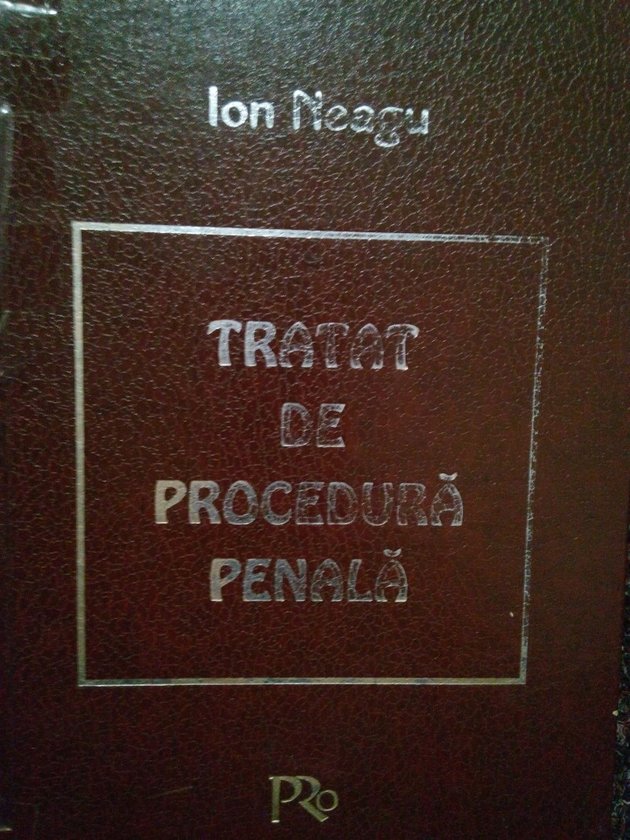 Ion Neagu
TRATAT
DE
PROCEDURĂ
PENALĂ
PRO